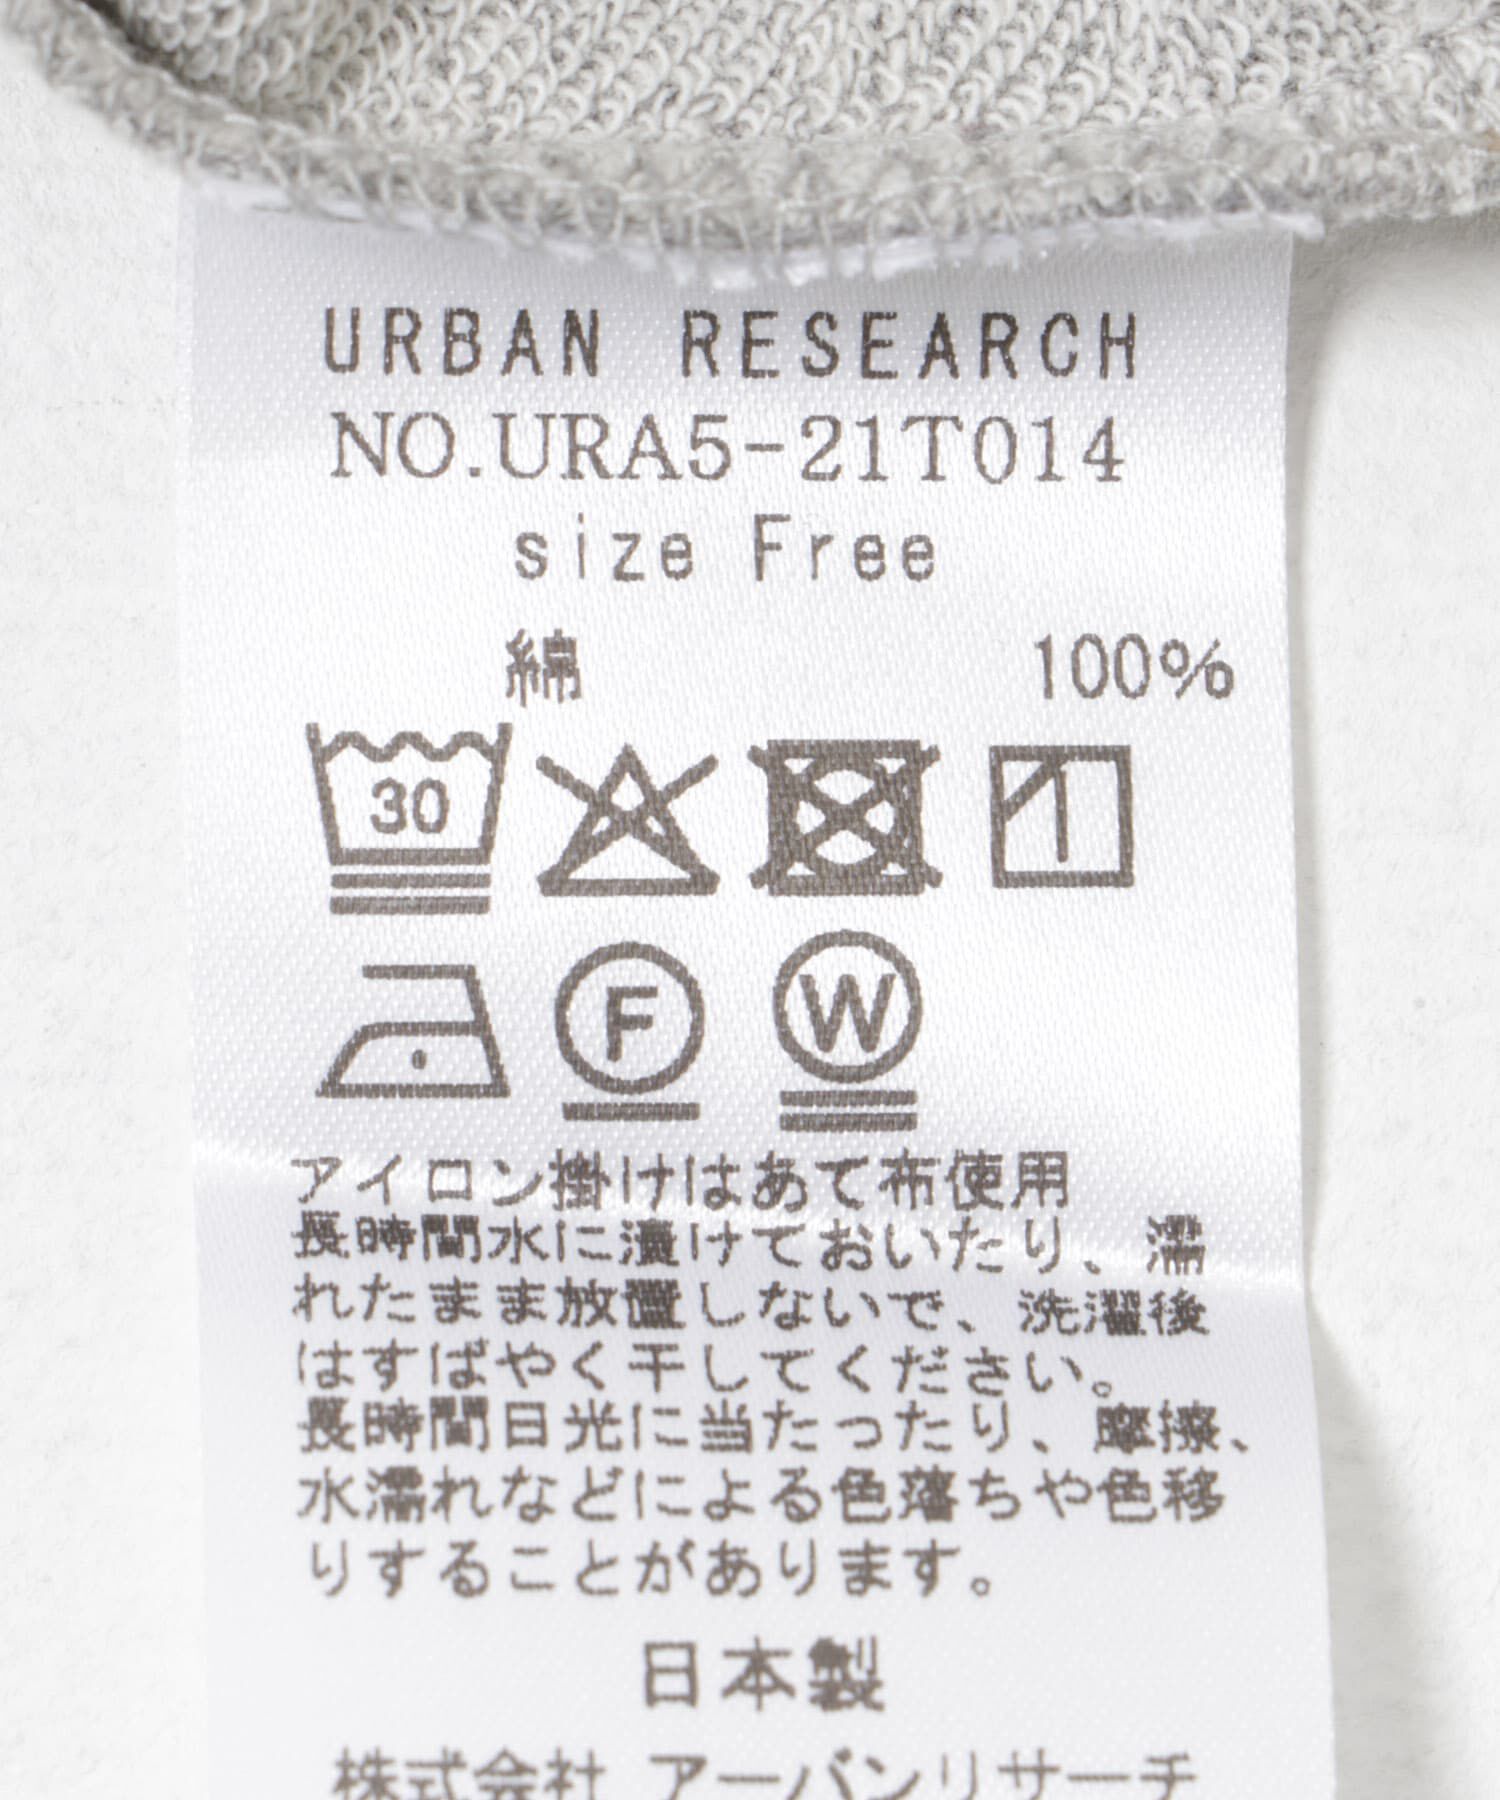 URBAN RESEARCH
NO.URA5-21T014
size Free
綿 100%
30
F W
アイロン掛けはあて布使用
長時間水に漬けておいたり、濡
れたまま放置しないで、洗濯後
はすばやく干してください。
長時間日光に当たったり、摩擦、
水濡れなどによる色落ちや色移
りすることがあります。
日本製
株式会社 アーバンリサーチ